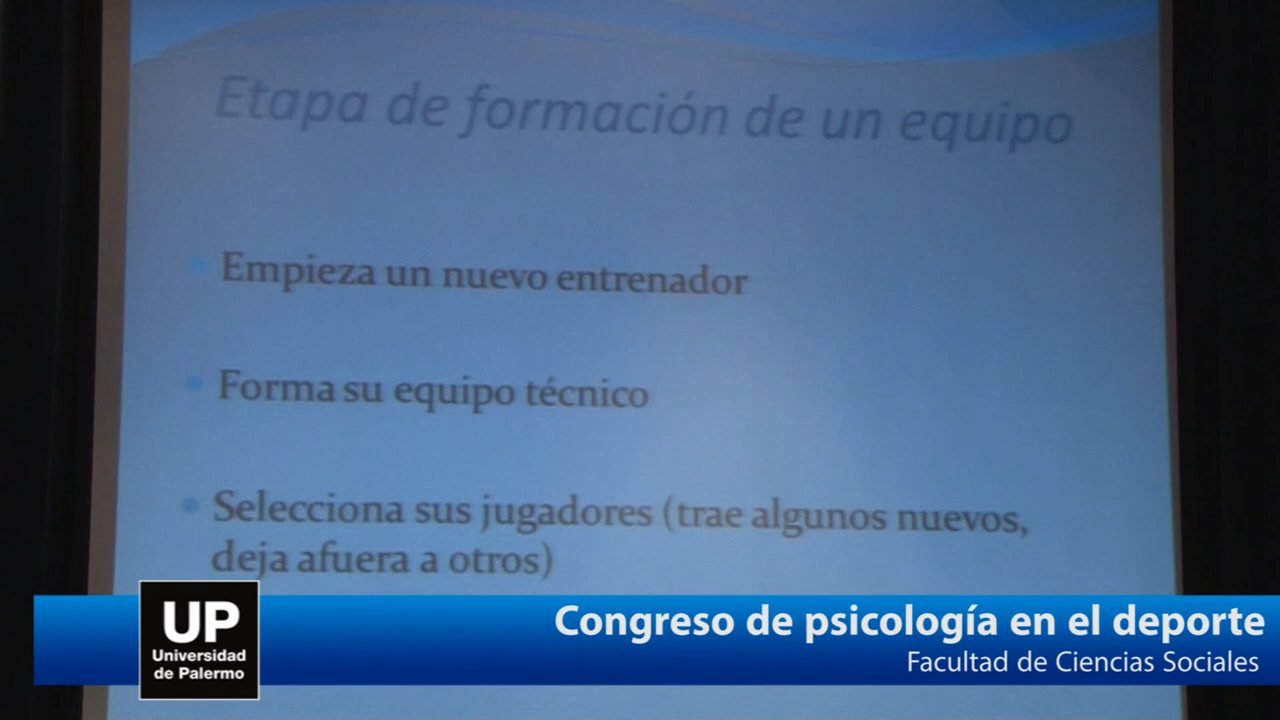 Etapa de formación de un equipo
Empieza un nuevo entrenador
Forma su equipo técnico
Selecciona sus jugadores (trae algunos nuevos,
deja afuera a otros)
UP
Universidad
de Palermo
Congreso de psicología en el deporte
Facultad de Ciencias Sociales